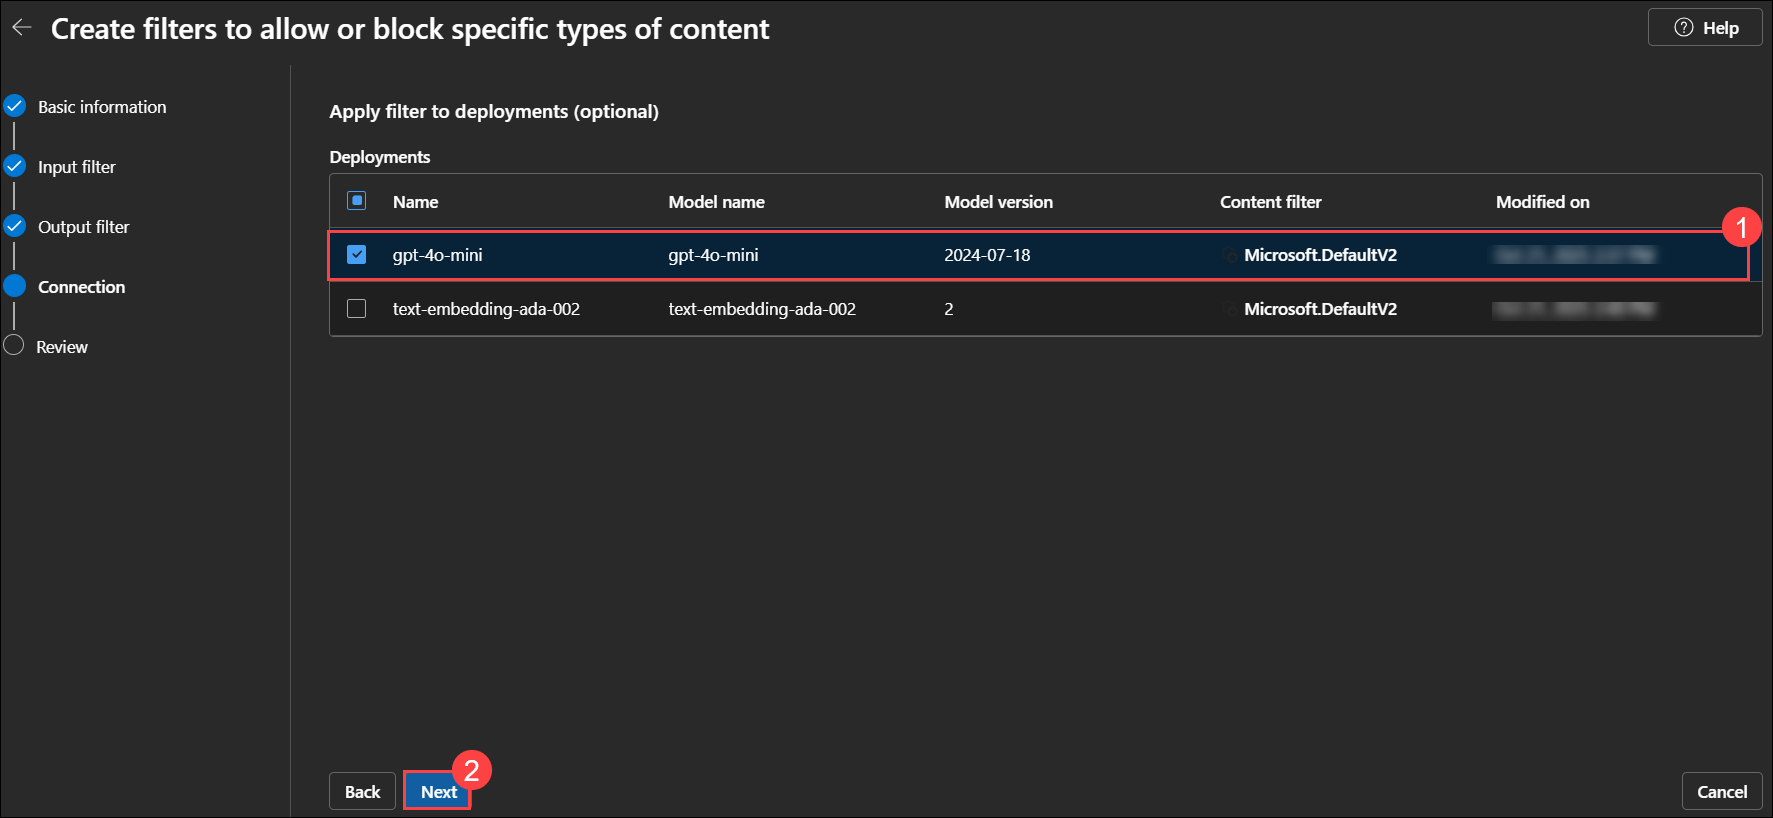 Create filters to allow or block specific types of content
Help
Basic information
Input filter
Output filter
Connection
Review
Apply filter to deployments (optional)
Deployments
Name Model name Model version Content filter Modified on
1
gpt-4o-mini gpt-4o-mini 2024-07-18 Microsoft.DefaultV2
text-embedding-ada-002 text-embedding-ada-002 2 Microsoft.DefaultV2
2
Back Next Cancel